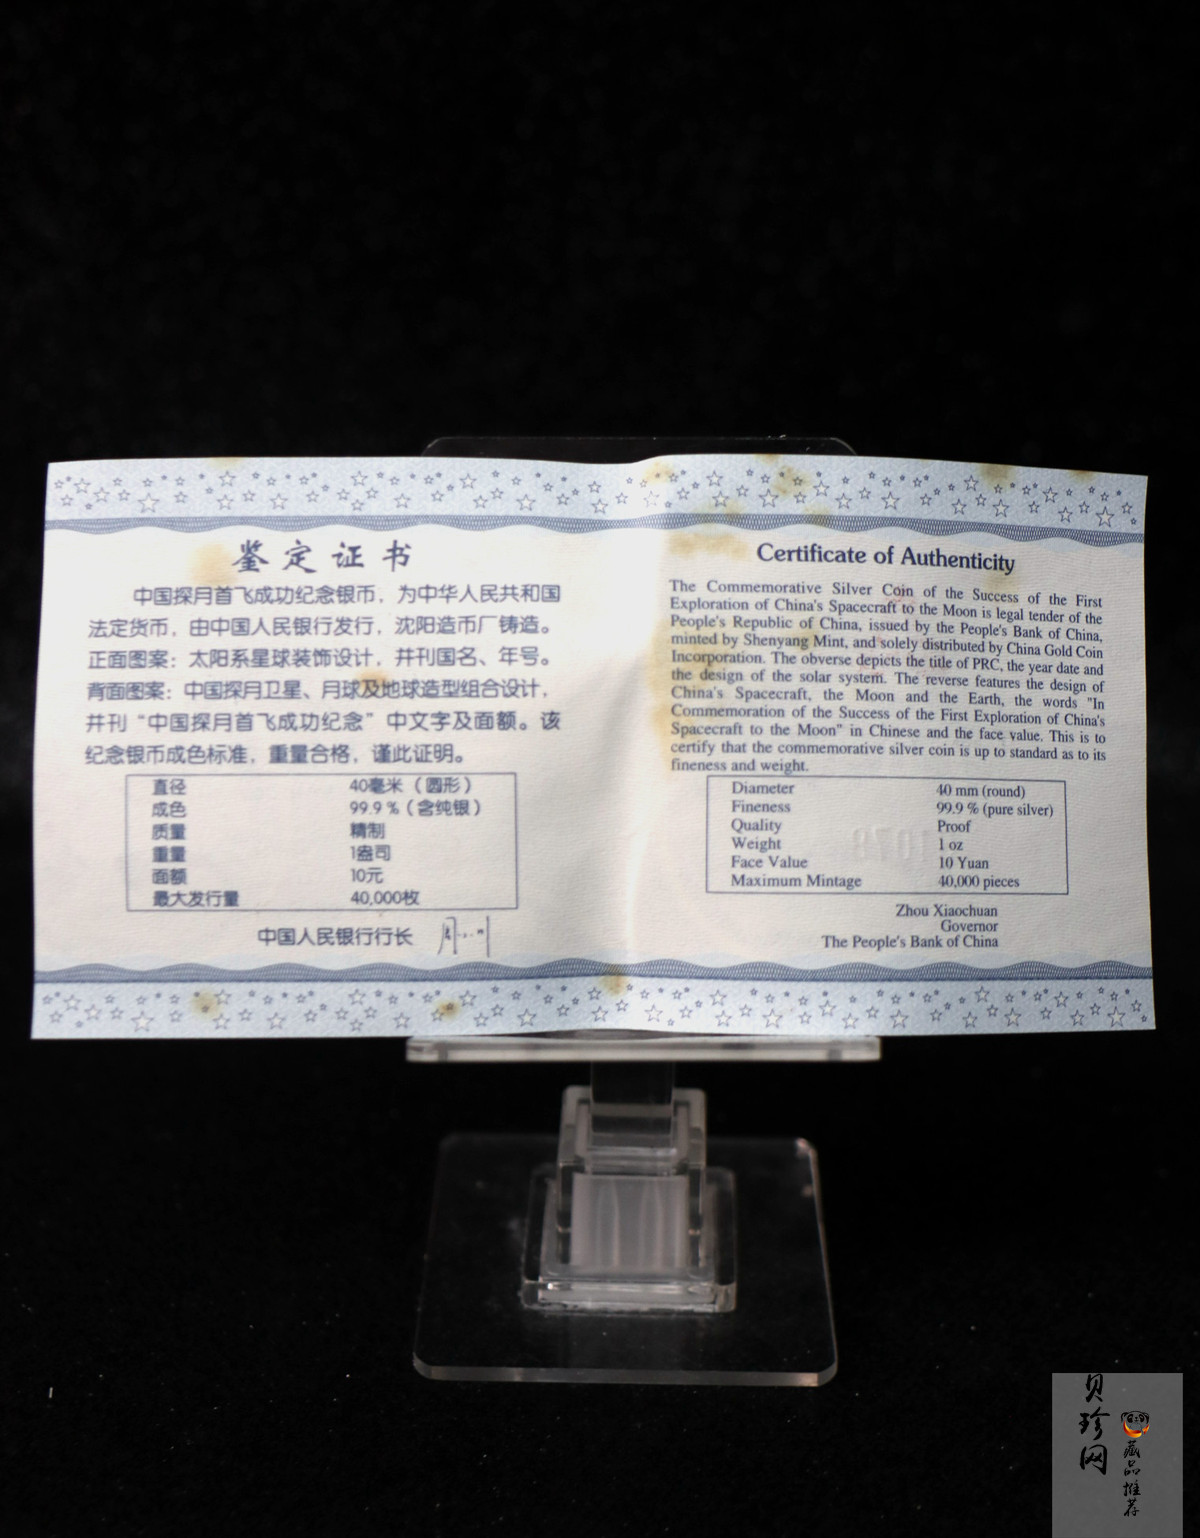 鉴定证书
中国探月首飞成功纪念银币，为中华人民共和国
法定货币，由中国人民银行发行，沈阳造币厂铸造。
正面图案：太阳系星球装饰设计，并刊国名、年号。
背面图案：中国探月卫星、月球及地球造型组合设计，
并刊“中国探月首飞成功纪念”中文字及面额。该
纪念银币成色标准，重量合格，谨此证明。
直径 40毫米（圆形）
成色 99.9％（含纯银）
质量 精制
重量 1盎司
面额 10元
最大发行量 40,000枚
中国人民银行行长
Certificate of Authenticity
The Commemorative Silver Coin of the Success of the First
Exploration of China's Spacecraft to the Moon is legal tender of the
People's Republic of China, issued by the People's Bank of China,
minted by Shenyang Mint, and solely distributed by China Gold Coin
Incorporation. The obverse depicts the title of PRC, the year date and
the design of the solar system. The reverse features the design of
China's Spacecraft, the Moon and the Earth, the words "In
Commemoration of the Success of the First Exploration of China's
Spacecraft to the Moon" in Chinese and the face value. This is to
certify that the commemorative silver coin is up to standard as to its
fineness and weight.
Diameter 40 mm (round)
Fineness 99.9 % (pure silver)
Quality Proof
Weight 1 oz
Face Value 10 Yuan
Maximum Mintage 40,000 pieces
Zhou Xiaochuan
Governor
The People's Bank of China
贝珍网
藏品推荐